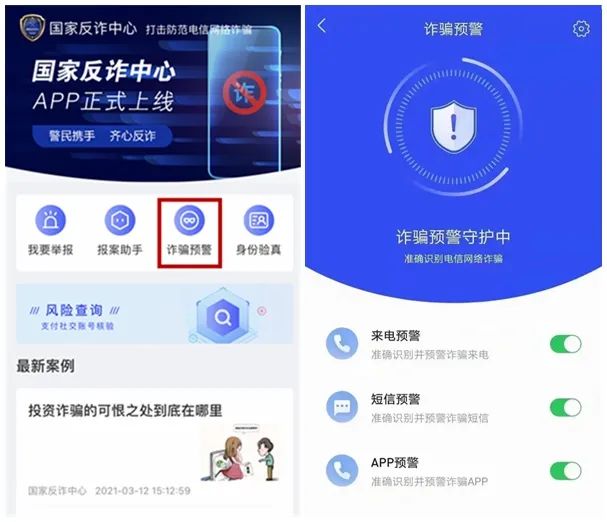 国家反诈中心 打击防范电信网络诈骗
国家反诈中心
APP正式上线
诈
警民携手 齐心反诈
我要举报 报案助手 诈骗预警 身份验真
风险查询
支付社交账号核验
最新案例
投资诈骗的可恨之处到底在哪里
国家反诈中心 2021-03-12 15:12:59
诈骗预警
诈骗预警守护中
准确识别电信网络诈骗
来电预警
准确识别并预警诈骗来电
短信预警
准确识别并预警诈骗短信
APP预警
准确识别并预警诈骗APP